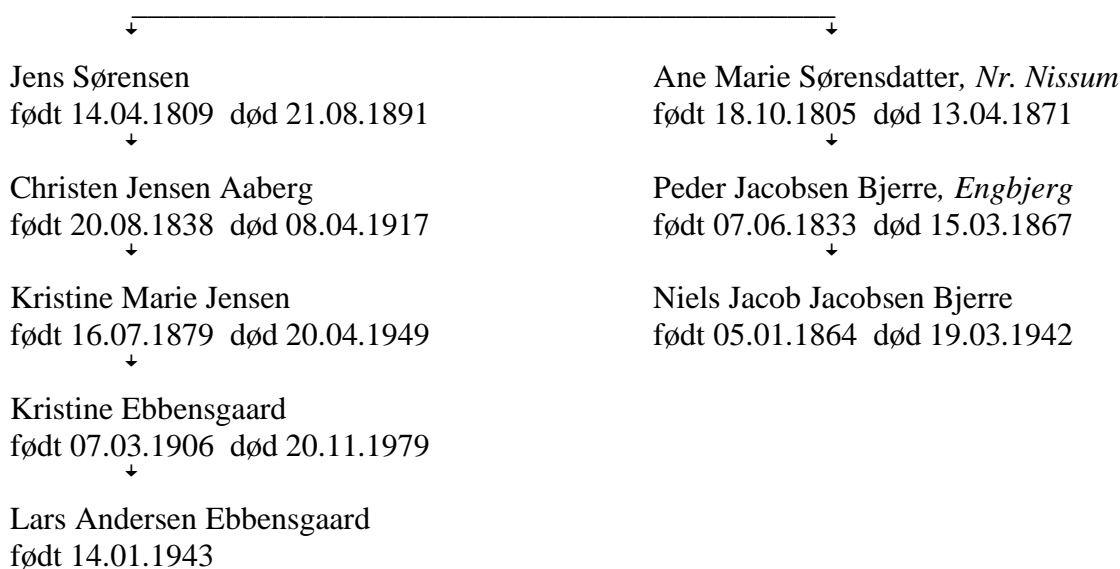 Jens Sørensen
født 14.04.1809 død 21.08.1891
Christen Jensen Aaberg
født 20.08.1838 død 08.04.1917
Kristine Marie Jensen
født 16.07.1879 død 20.04.1949
Kristine Ebbensgaard
født 07.03.1906 død 20.11.1979
Lars Andersen Ebbensgaard
født 14.01.1943
Ane Marie Sørensdatter, Nr. Nissum
født 18.10.1805 død 13.04.1871
Peder Jacobsen Bjerre, Engbjerg
født 07.06.1833 død 15.03.1867
Niels Jacob Jacobsen Bjerre
født 05.01.1864 død 19.03.1942